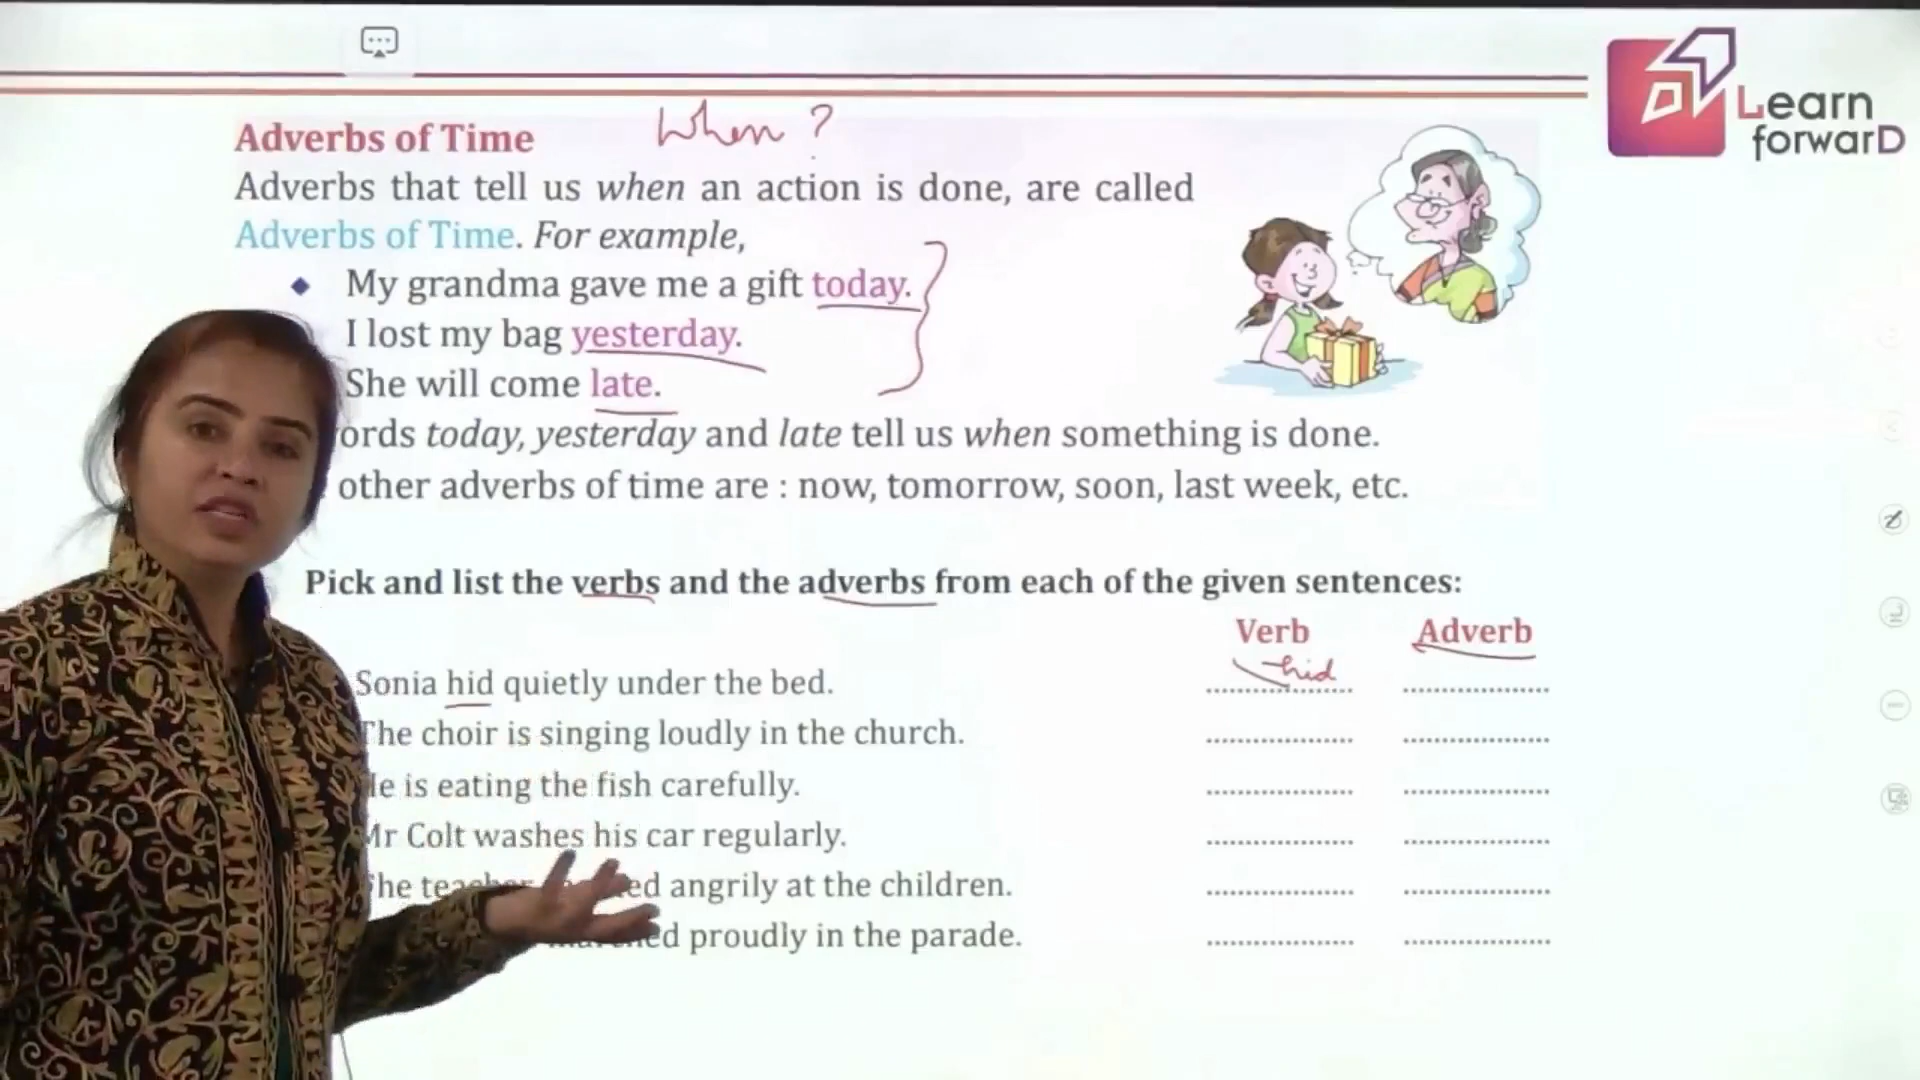 Learn
forwarD
When ?
Adverbs of Time
Adverbs that tell us when an action is done, are called
Adverbs of Time. For example,
My grandma gave me a gift today.
I lost my bag yesterday.
She will come late.
ords today, yesterday and late tell us when something is done.
other adverbs of time are : now, tomorrow, soon, last week, etc.
Pick and list the verbs and the adverbs from each of the given sentences:
Verb Adverb
Sonia hid quietly under the bed. hid
The choir is singing loudly in the church.
He is eating the fish carefully.
Mr Colt washes his car regularly.
The angrily at the children.
proudly in the parade.